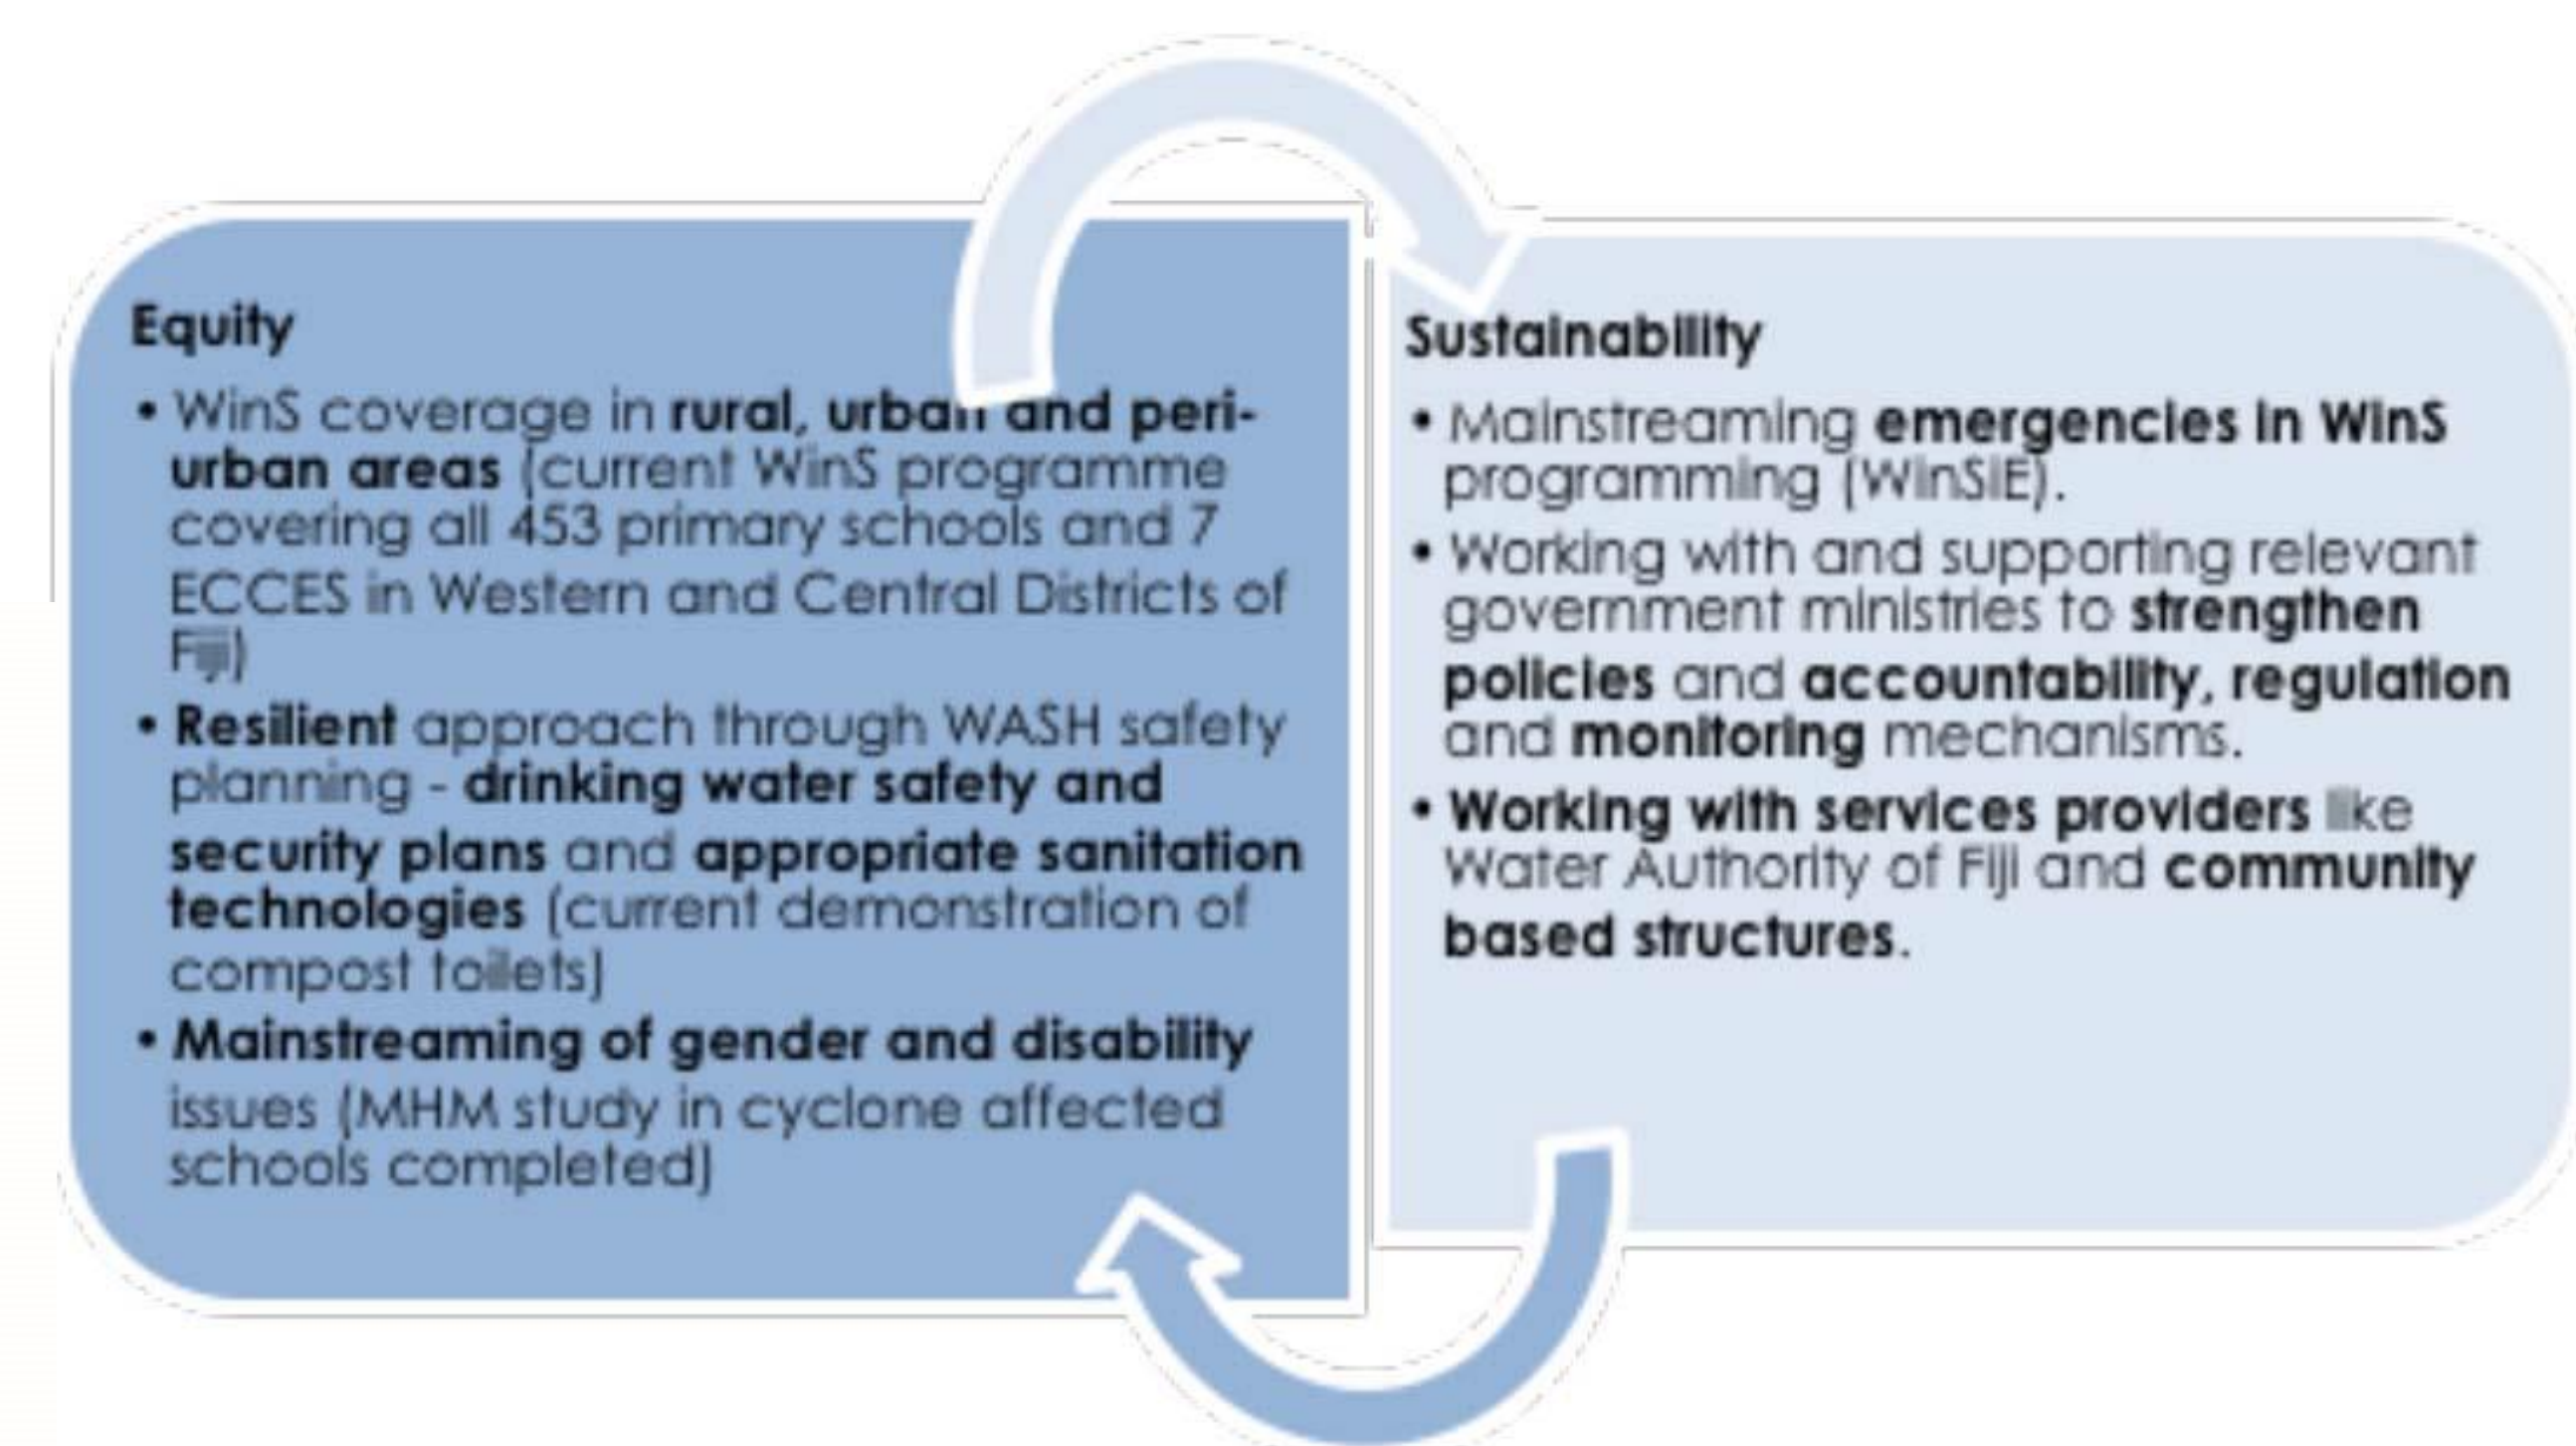 Equity
• WinS coverage in rural, urban and peri-
urban areas (current WinS programme
covering all 453 primary schools and 7
ECCES in Western and Central Districts of
Fiji)
• Resilient approach through WASH safety
planning - drinking water safety and
security plans and appropriate sanitation
technologies (current demonstration of
compost toilets)
• Mainstreaming of gender and disability
issues (MHM study in cyclone affected
schools completed)
Sustainability
• Mainstreaming emergencies in WinS
programming (WinSiE).
• Working with and supporting relevant
government ministries to strengthen
policies and accountability, regulation
and monitoring mechanisms.
• Working with services providers like
Water Authority of Fiji and community
based structures.